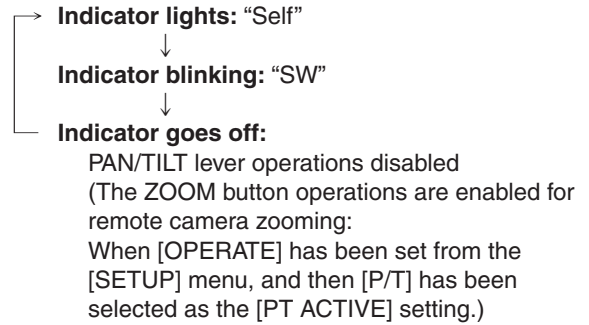 Indicator lights: “Self”
Indicator blinking: “SW”
Indicator goes off:
PAN/TILT lever operations disabled
(The ZOOM button operations are enabled for
remote camera zooming:
When [OPERATE] has been set from the
[SETUP] menu, and then [P/T] has been
selected as the [PT ACTIVE] setting.)